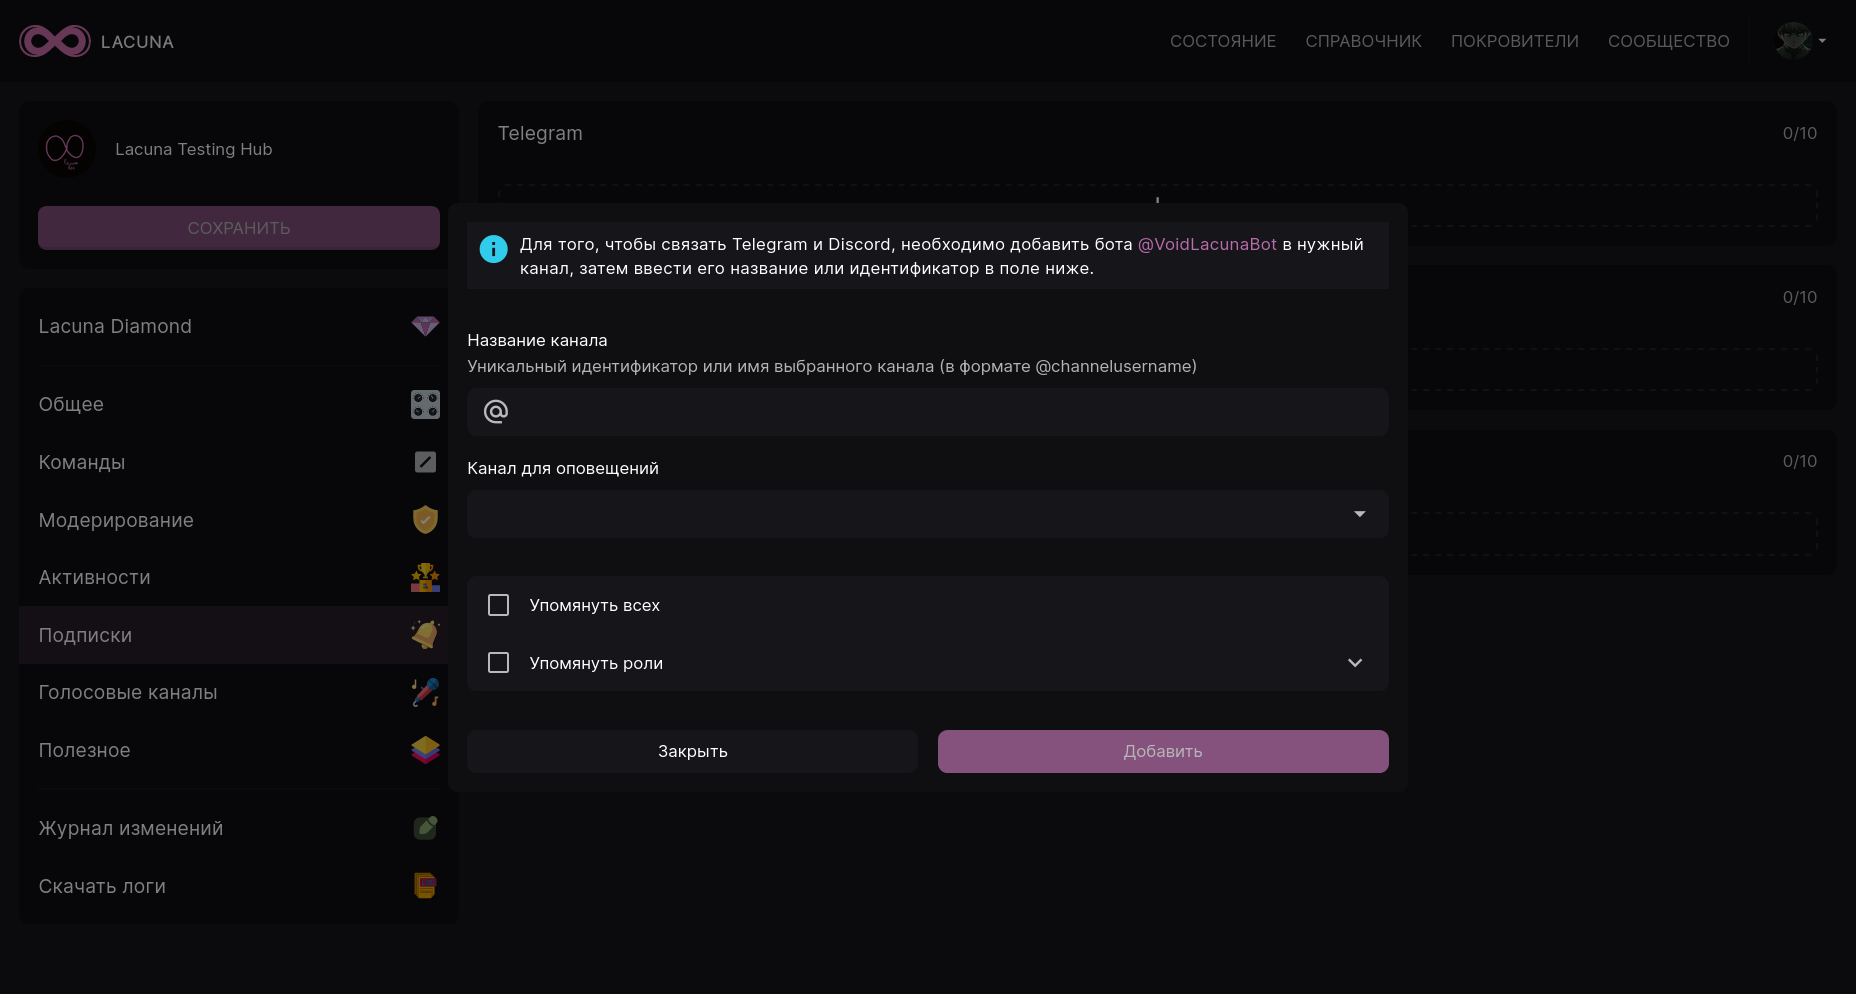 LACUNA
СОСТОЯНИЕ
СПРАВОЧНИК
ПОКРОВИТЕЛИ
СООБЩЕСТВО
Lacuna Testing Hub
СОХРАНИТЬ
Lacuna Diamond
Общее
Команды
Модерирование
Активности
Подписки
Голосовые каналы
Полезное
Журнал изменений
Скачать логи
Telegram
0/10
0/10
0/10
Для того, чтобы связать Telegram и Discord, необходимо добавить бота @VoidLacunaBot в нужный
канал, затем ввести его название или идентификатор в поле ниже.
Название канала
Уникальный идентификатор или имя выбранного канала (в формате @channelusername)
@
Канал для оповещений
Упомянуть всех
Упомянуть роли
Закрыть
Добавить